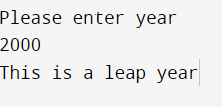 Please enter year
2000
This is a leap year